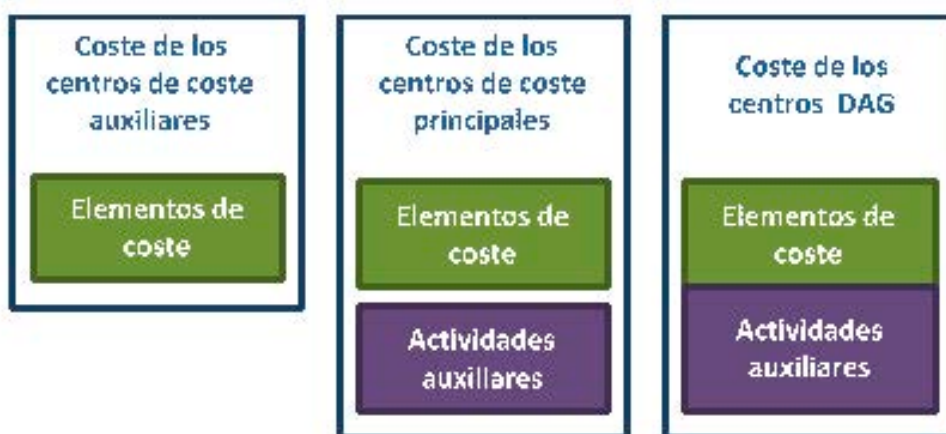 Coste de los
centros de coste
auxiliares
Elementos de
coste
Coste de los
centros de coste
principales
Elementos de
coste
Actividades
auxiliares
Coste de los
centros DAG
Elementos de
coste
Actividades
auxiliares